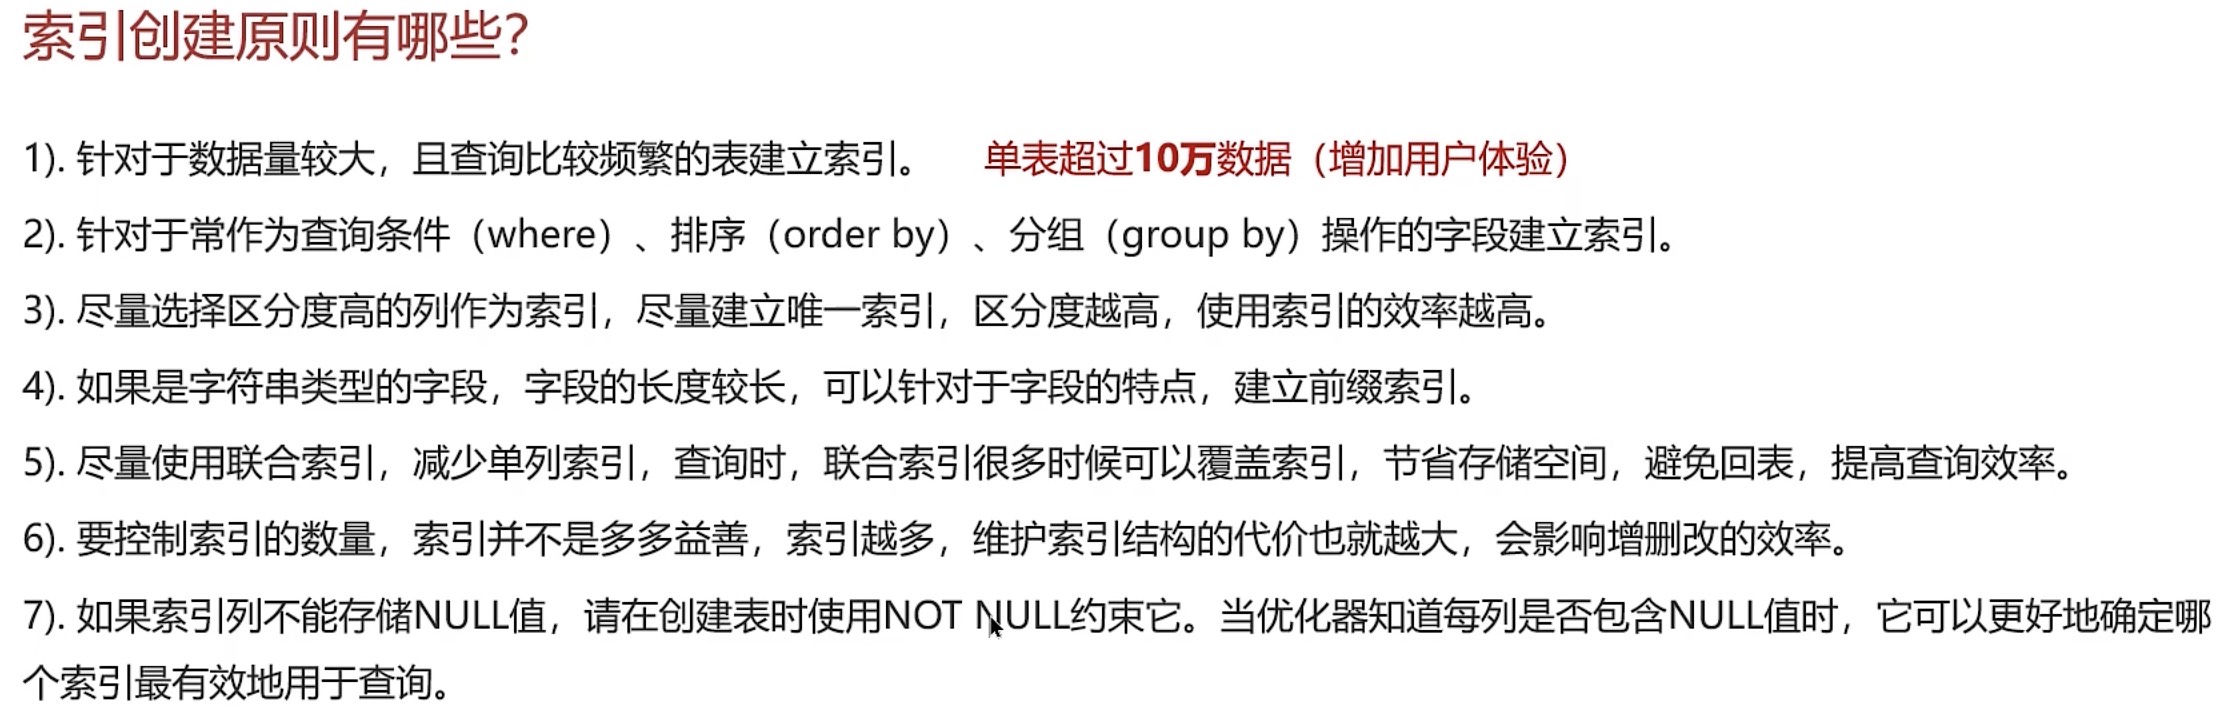 索引创建原则有哪些？
1). 针对于数据量较大，且查询比较频繁的表建立索引。 单表超过10万数据（增加用户体验）
2). 针对于常作为查询条件（where）、排序（order by）、分组（group by）操作的字段建立索引。
3). 尽量选择区分度高的列作为索引，尽量建立唯一索引，区分度越高，使用索引的效率越高。
4). 如果是字符串类型的字段，字段的长度较长，可以针对于字段的特点，建立前缀索引。
5). 尽量使用联合索引，减少单列索引，查询时，联合索引很多时候可以覆盖索引，节省存储空间，避免回表，提高查询效率。
6). 要控制索引的数量，索引并不是多多益善，索引越多，维护索引结构的代价也就越大，会影响增删改的效率。
7). 如果索引列不能存储NULL值，请在创建表时使用NOT NULL约束它。当优化器知道每列是否包含NULL值时，它可以更好地确定哪
个索引最有效地用于查询。